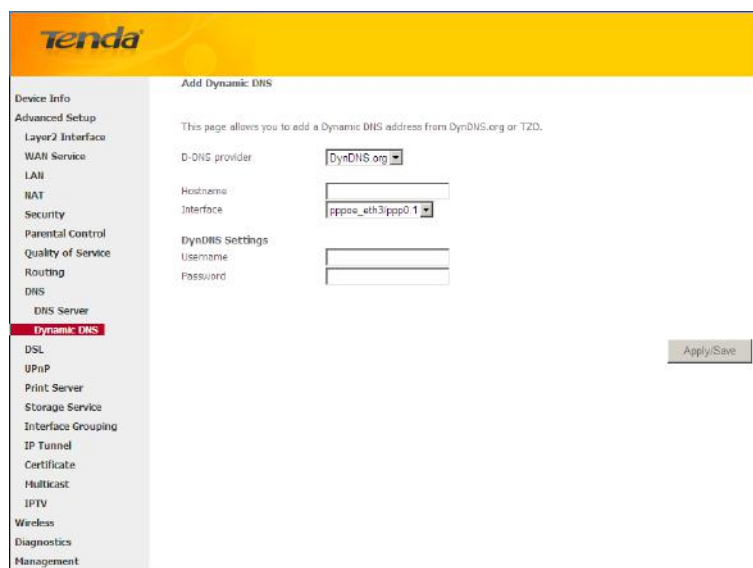 Tenda
Add Dynamic DNS
Device Info
Advanced Setup
Layer2 Interface
WAN Service
LAN
NAT
Security
Parental Control
Quality of Service
Routing
DNS
DNS Server
Dynamic DNS
DSL
UPnP
Print Server
Storage Service
Interface Grouping
IP Tunnel
Certificate
Multicast
IPTV
Wireless
Diagnostics
Management
This page allows you to add a Dynamic DNS address from DynDNS.org or TZO.
D-DNS provider
DynDNS.org
Hostname
Interface
pppoe_eth3/ppp0.1
DynDNS Settings
Username
Password
Apply/Save